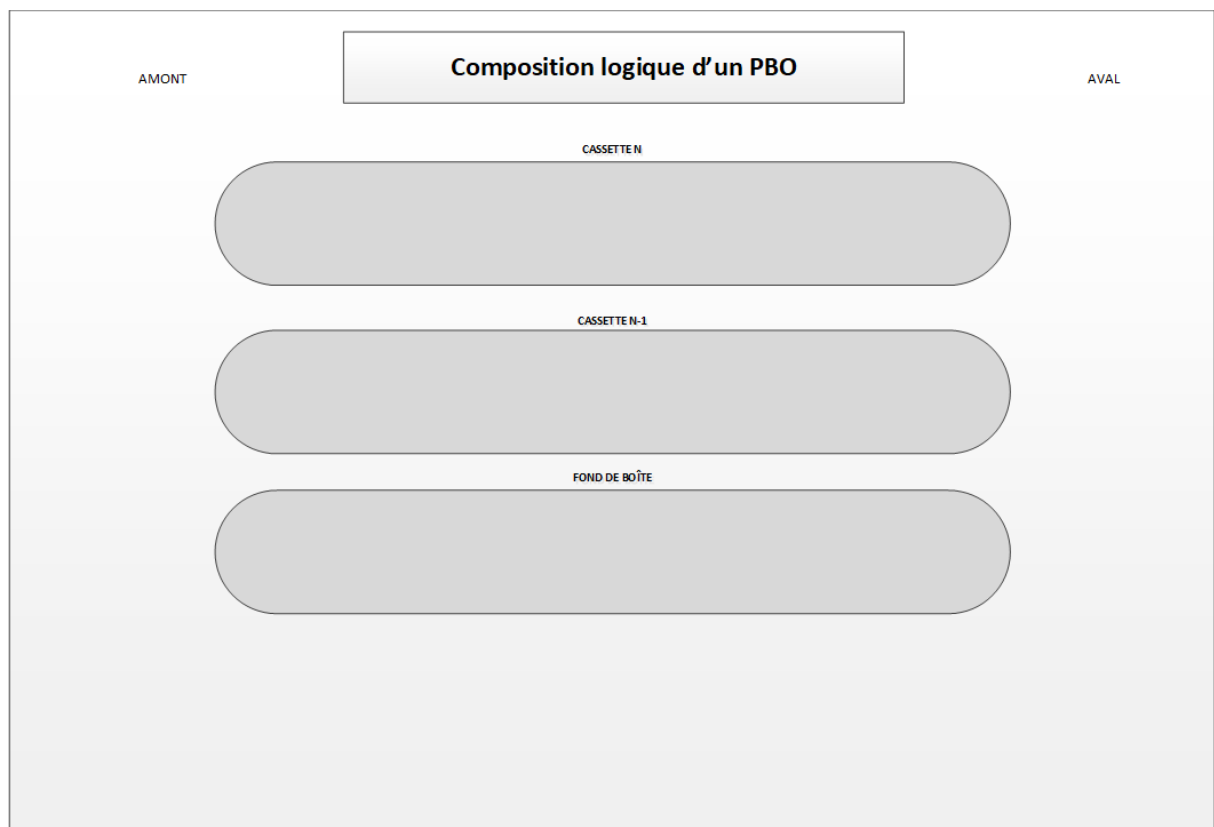 Composition logique d’un PBO
AMONT
AVAL
CASSETTE N
CASSETTE N-1
FOND DE BOÎTE